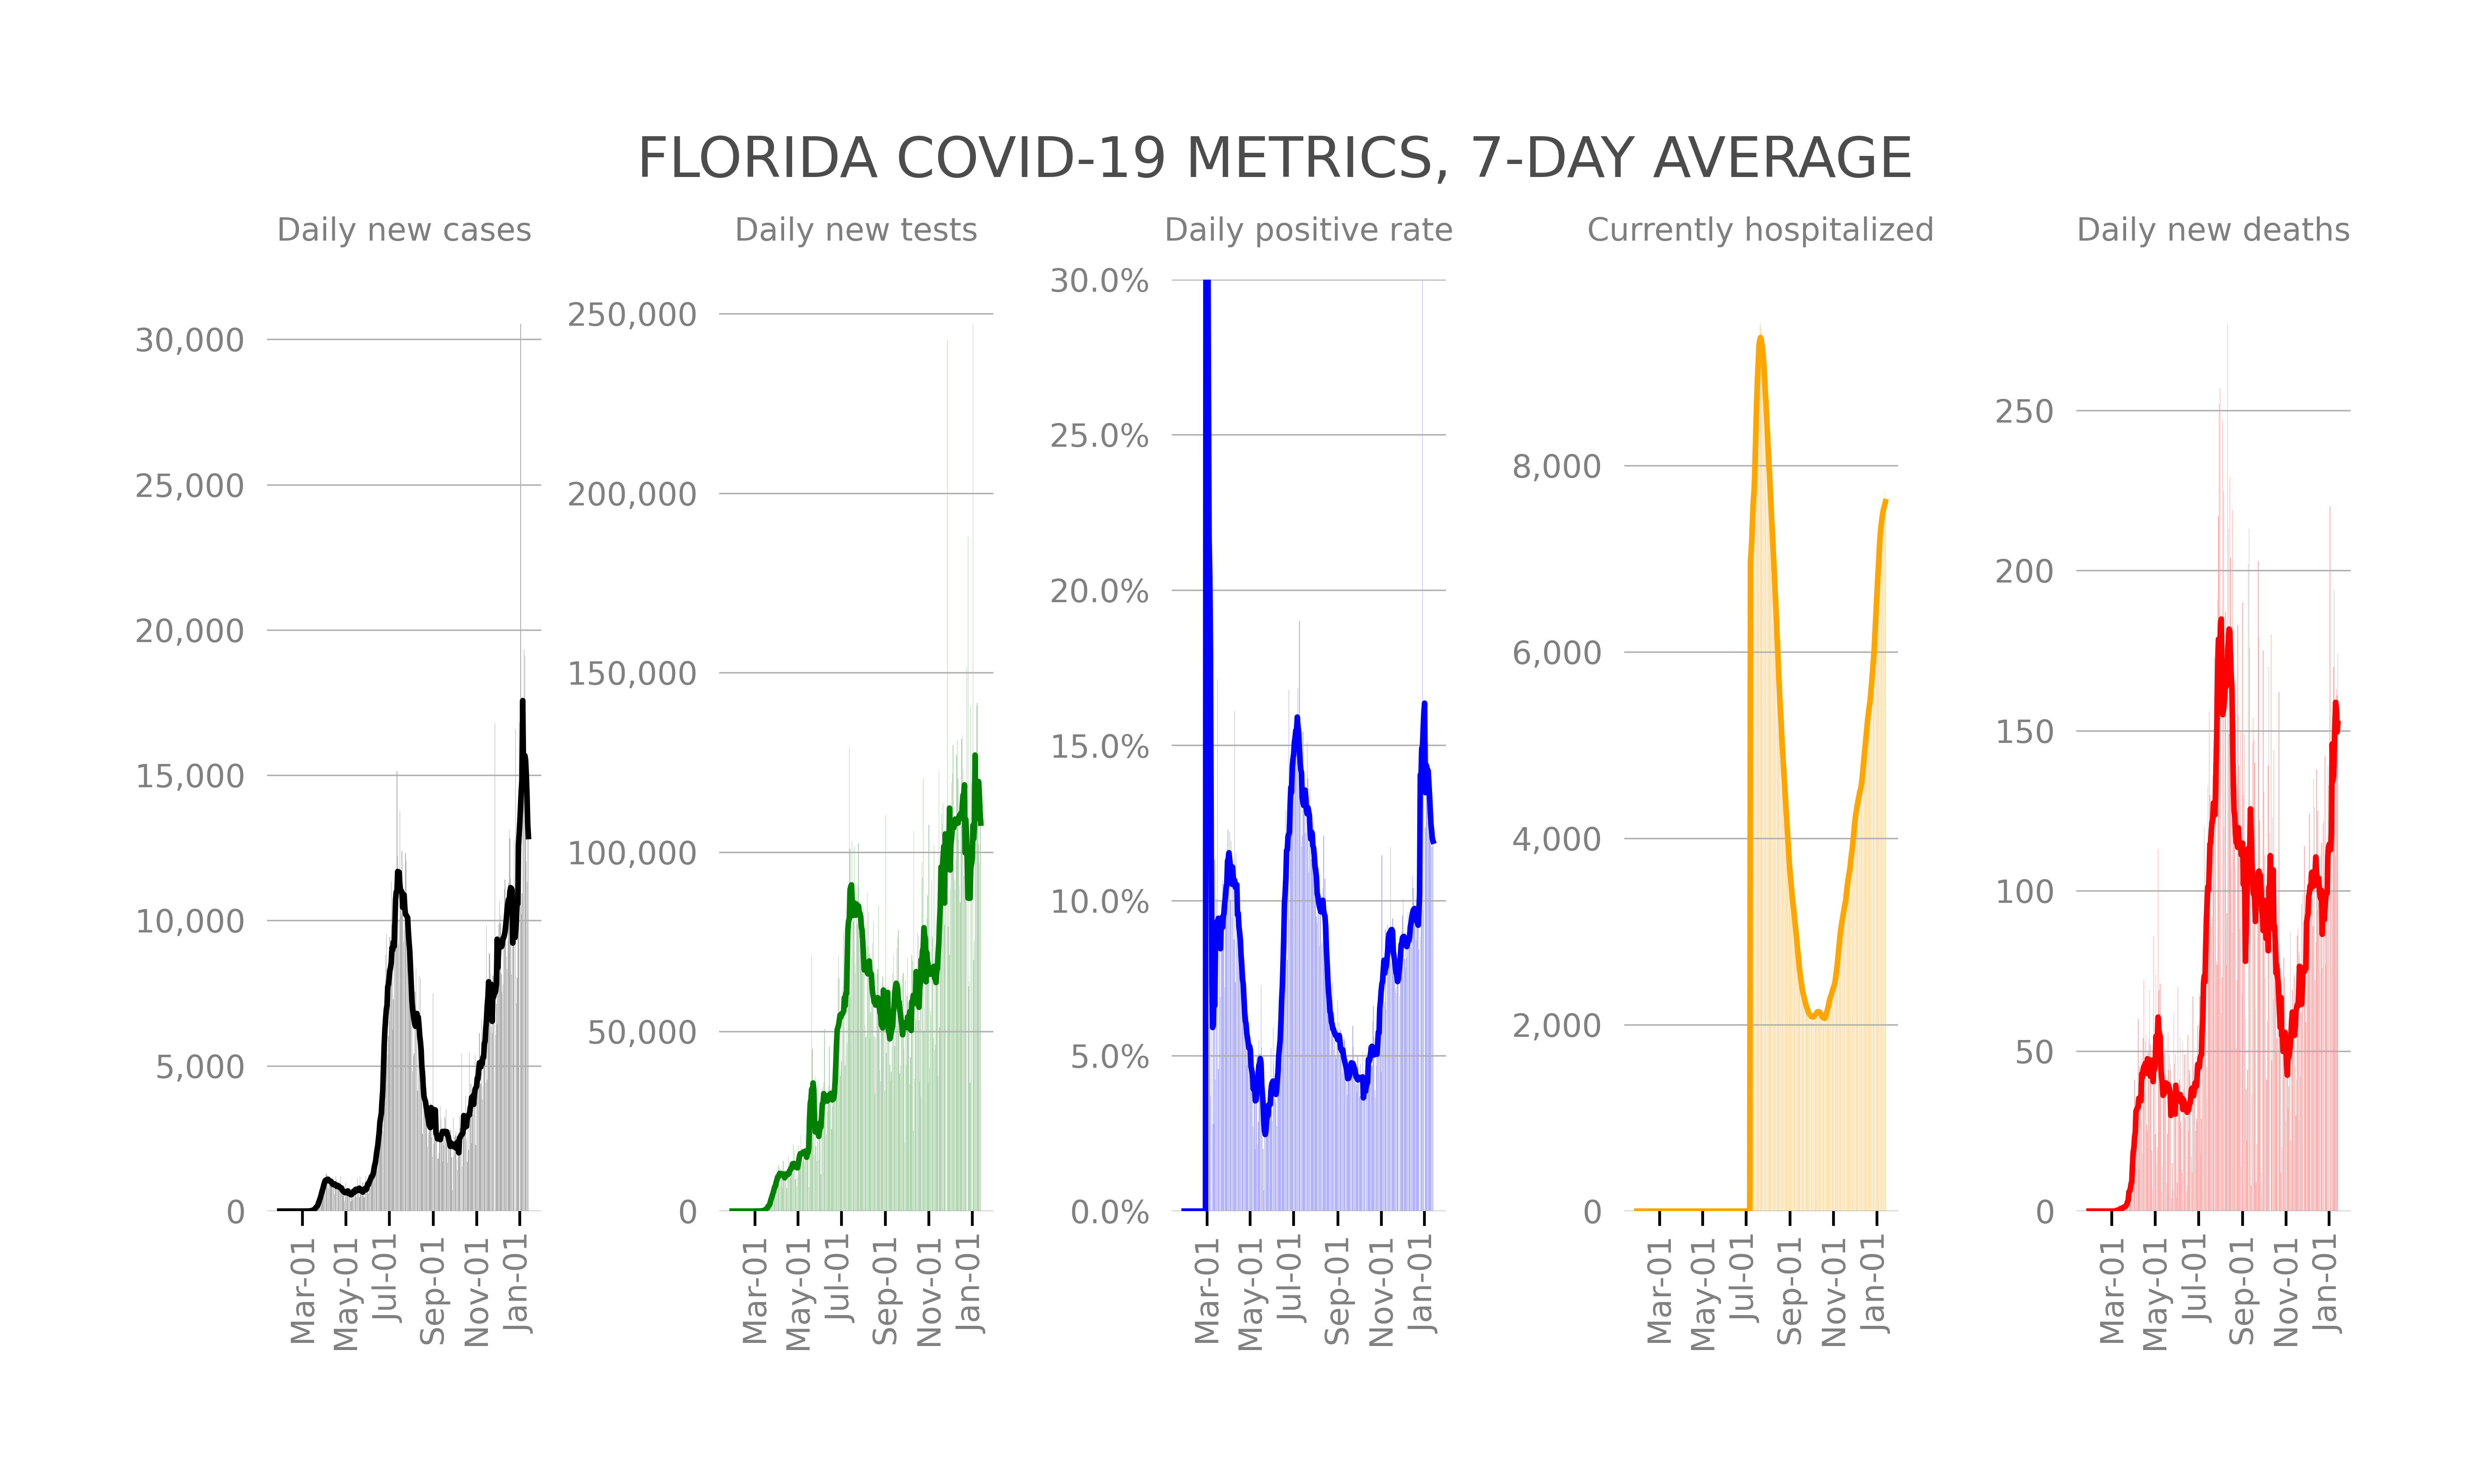 FLORIDA COVID-19 METRICS, 7-DAY AVERAGE
Daily new cases
30,000
25,000
20,000
15,000
10,000
5,000
0
Mar-01
May-01
Jul-01
Sep-01
Nov-01
Jan-01
Daily new tests
250,000
200,000
150,000
100,000
50,000
0
Mar-01
May-01
Jul-01
Sep-01
Nov-01
Jan-01
Daily positive rate
30.0%
25.0%
20.0%
15.0%
10.0%
5.0%
0.0%
Mar-01
May-01
Jul-01
Sep-01
Nov-01
Jan-01
Currently hospitalized
8,000
6,000
4,000
2,000
0
Mar-01
May-01
Jul-01
Sep-01
Nov-01
Jan-01
Daily new deaths
250
200
150
100
50
0
Mar-01
May-01
Jul-01
Sep-01
Nov-01
Jan-01